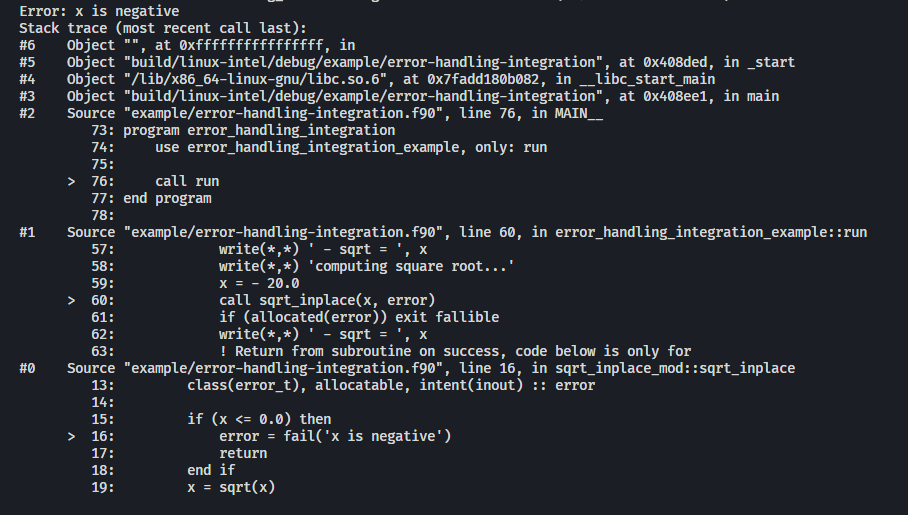 Error: x is negative
Stack trace (most recent call last):
#6    Object "", at 0xffffffffffffffff, in
#5    Object "build/linux-intel/debug/example/error-handling-integration", at 0x408ded, in _start
#4    Object "/lib/x86_64-linux-gnu/libc.so.6", at 0x7fadd180b082, in __libc_start_main
#3    Object "build/linux-intel/debug/example/error-handling-integration", at 0x408ee1, in main
#2    Source "example/error-handling-integration.f90", line 76, in MAIN__
         73: program error_handling_integration
         74:     use error_handling_integration_example, only: run
         75:
      >  76:     call run
         77: end program
         78:
#1    Source "example/error-handling-integration.f90", line 60, in error_handling_integration_example::run
         57:             write(*,*) ' - sqrt = ', x
         58:             write(*,*) 'computing square root...'
         59:             x = - 20.0
      >  60:             call sqrt_inplace(x, error)
         61:             if (allocated(error)) exit fallible
         62:             write(*,*) ' - sqrt = ', x
         63:             ! Return from subroutine on success, code below is only for
#0    Source "example/error-handling-integration.f90", line 16, in sqrt_inplace_mod::sqrt_inplace
         13:         class(error_t), allocatable, intent(inout) :: error
         14:
         15:         if (x <= 0.0) then
      >  16:             error = fail('x is negative')
         17:             return
         18:         end if
         19:         x = sqrt(x)